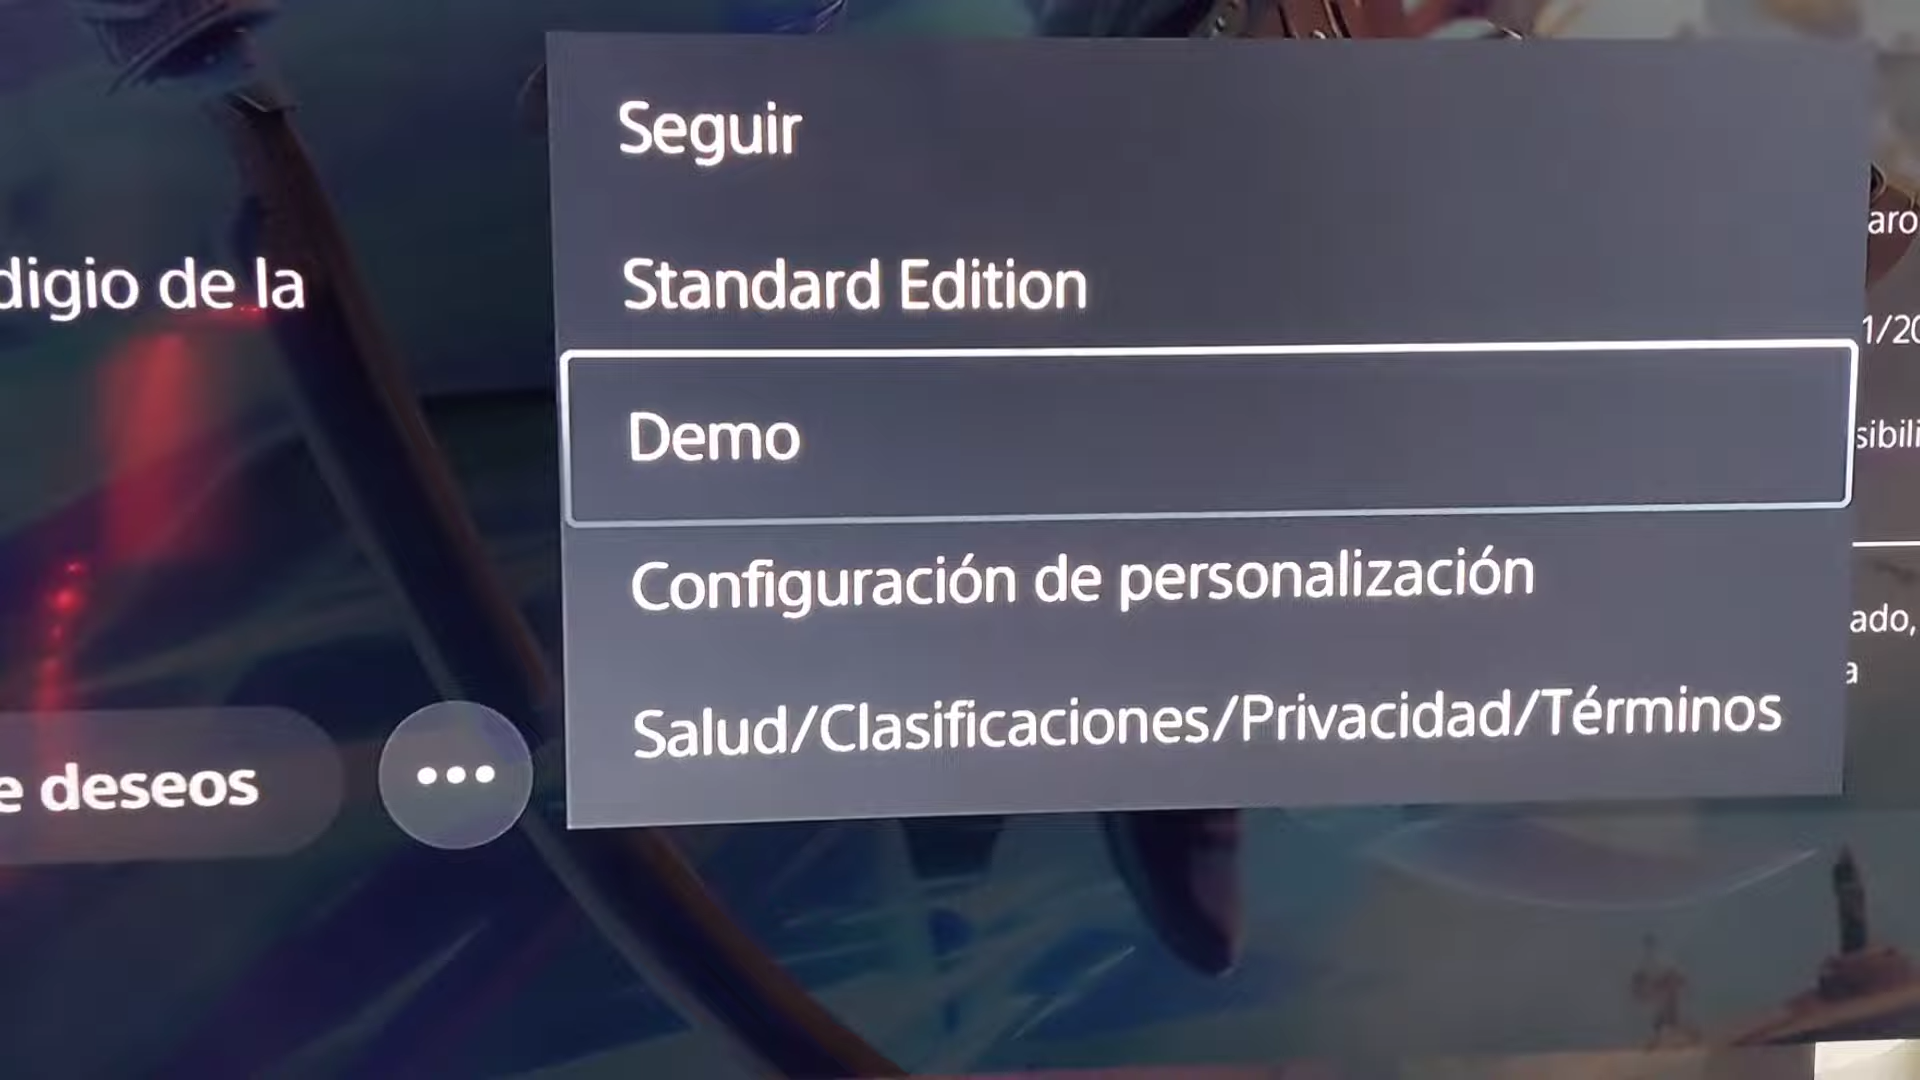 Seguir
Standard Edition
digio de la
Demo
Configuración de personalización
Salud/Clasificaciones/Privacidad/Términos
e deseos
aro
1/20
sibili
ado,
a